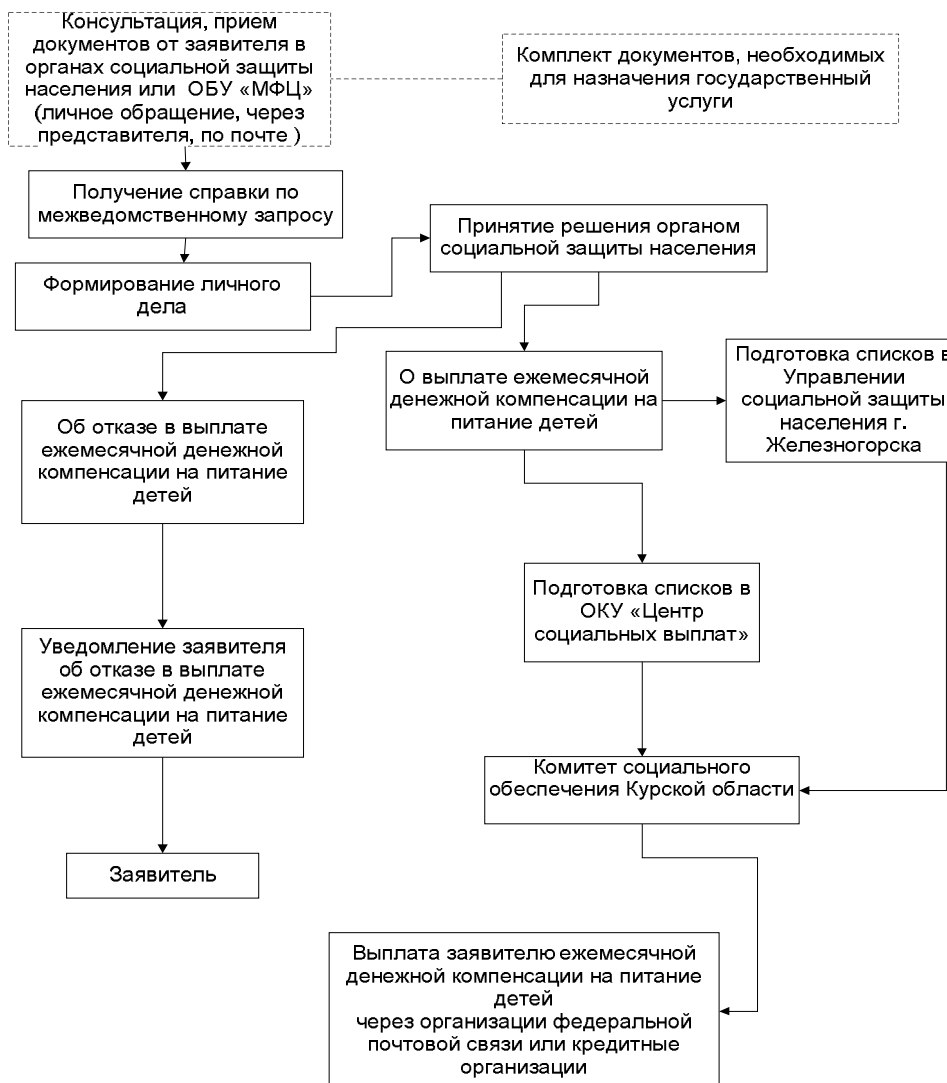 Консультация, прием
документов от заявителя в
органах социальной защиты
населения или ОБУ «МФЦ»
(личное обращение, через
представителя, по почте )
Комплект документов, необходимых
для назначения государственный
услуги
Получение справки по
межведомственному запросу
Принятие решения органом
социальной защиты населения
Формирование личного
дела
О выплате ежемесячной
денежной компенсации на
питание детей
Подготовка списков в
Управлении
социальной защиты
населения г.
Железногорска
Об отказе в выплате
ежемесячной денежной
компенсации на питание
детей
Подготовка списков в
ОКУ «Центр
социальных выплат»
Уведомление заявителя
об отказе в выплате
ежемесячной денежной
компенсации на питание
детей
Комитет социального
обеспечения Курской области
Заявитель
Выплата заявителю ежемесячной
денежной компенсации на питание
детей
через организации федеральной
почтовой связи или кредитные
организации